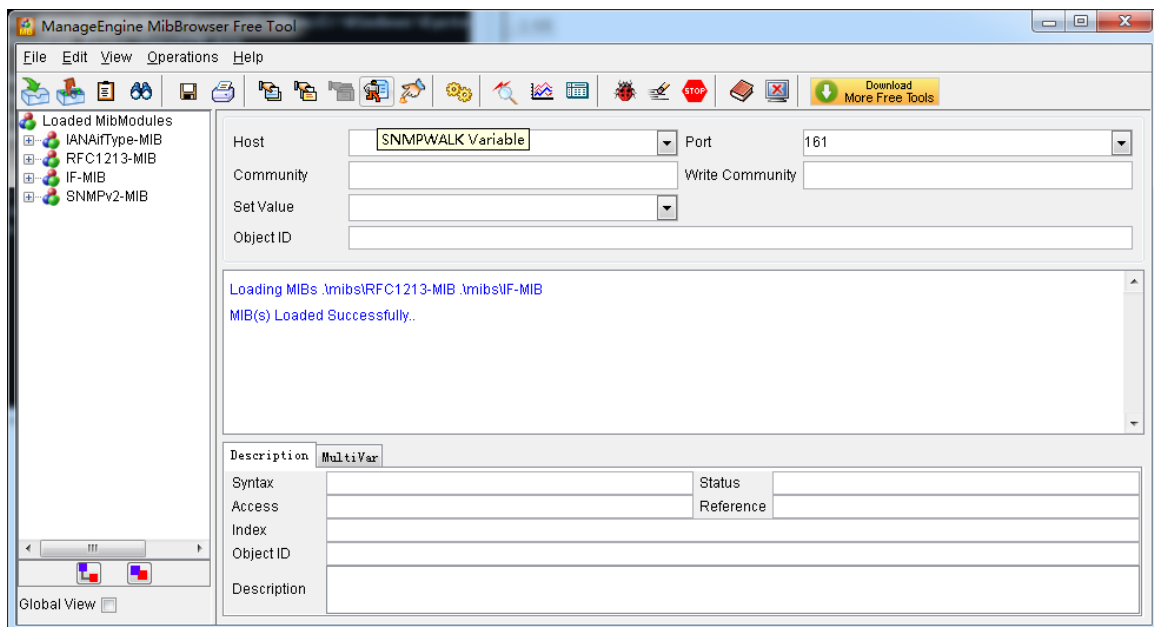 ManageEngine MibBrowser Free Tool
File Edit View Operations Help
STOP
Download
More Free Tools
Loaded MibModules
IANAifType-MIB
RFC1213-MIB
IF-MIB
SNMPv2-MIB
Global View
Host
SNMPWALK Variable
Port 161
Community
Write Community
Set Value
Object ID
Loading MIBs .\mibs\RFC1213-MIB .\mibs\IF-MIB
MIB(s) Loaded Successfully..
Description MultiVar
Syntax
Status
Access
Reference
Index
Object ID
Description